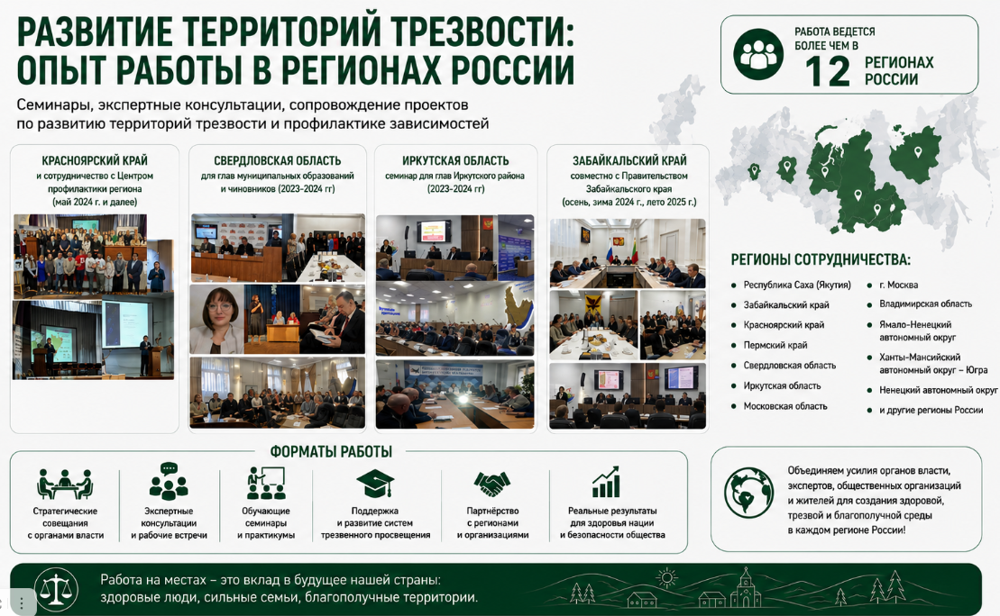 РАЗВИТИЕ ТЕРРИТОРИЙ ТРЕЗВОСТИ:
ОПЫТ РАБОТЫ В РЕГИОНАХ РОССИИ
Семинары, экспертные консультации, сопровождение проектов
по развитию территорий трезвости и профилактике зависимостей
РАБОТА ВЕДЕТСЯ
БОЛЕЕ ЧЕМ В
12 РЕГИОНАХ
РОССИИ
КРАСНОЯРСКИЙ КРАЙ
и сотрудничество с Центром
профилактики региона
(май 2024 г. и далее)
СВЕРДЛОВСКАЯ ОБЛАСТЬ
для глав муниципальных образований
и чиновников (2023-2024 гг)
ИРКУТСКАЯ ОБЛАСТЬ
семинар для глав Иркутского района
(2023-2024 гг)
ЗАБАЙКАЛЬСКИЙ КРАЙ
совместно с Правительством
Забайкальского края
(осень, зима 2024 г., лето 2025 г.)
РЕГИОНЫ СОТРУДНИЧЕСТВА:
• Республика Саха (Якутия)
• Забайкальский край
• Красноярский край
• Пермский край
• Свердловская область
• Иркутская область
• Московская область
• г. Москва
• Владимирская область
• Ямало-Ненецкий
автономный округ
• Ханты-Мансийский
автономный округ – Югра
• Ненецкий автономный округ
• и другие регионы России
ФОРМАТЫ РАБОТЫ
Стратегические
совещания
с органами власти
Экспертные
консультации
и рабочие встречи
Обучающие
семинары
и практикумы
Поддержка
и развитие систем
трезвенного просвещения
Партнёрство
с регионами
и организациями
Реальные результаты
для здоровья нации
и безопасности общества
Объединяем усилия органов власти,
экспертов, общественных организаций
и жителей для создания здоровой,
трезвой и благополучной среды
в каждом регионе России!
Работа на местах – это вклад в будущее нашей страны:
здоровые люди, сильные семьи, благополучные территории.